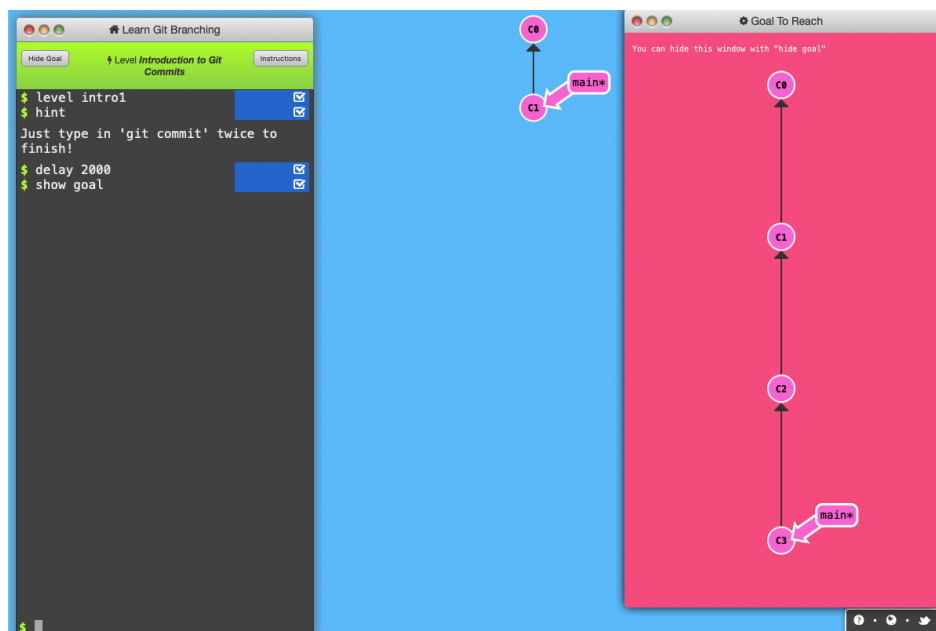 Learn Git Branching
Hide Goal
Level Introduction to Git
Commits
Instructions
$ level intro1
$ hint
Just type in 'git commit' twice to
finish!
$ delay 2000
$ show goal
$
C0
main*
C1
Goal To Reach
You can hide this window with "hide goal"
C0
C1
C2
main*
C3